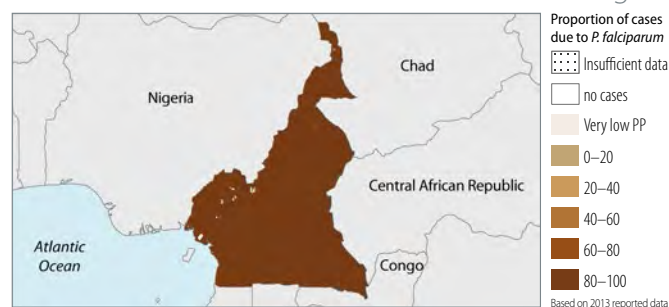 Proportion of cases
due to P. falciparum
Insufficient data
no cases
Very low PP
0–20
20–40
40–60
60–80
80–100
Based on 2013 reported data
Chad
Nigeria
Central African Republic
Atlantic
Ocean
Congo